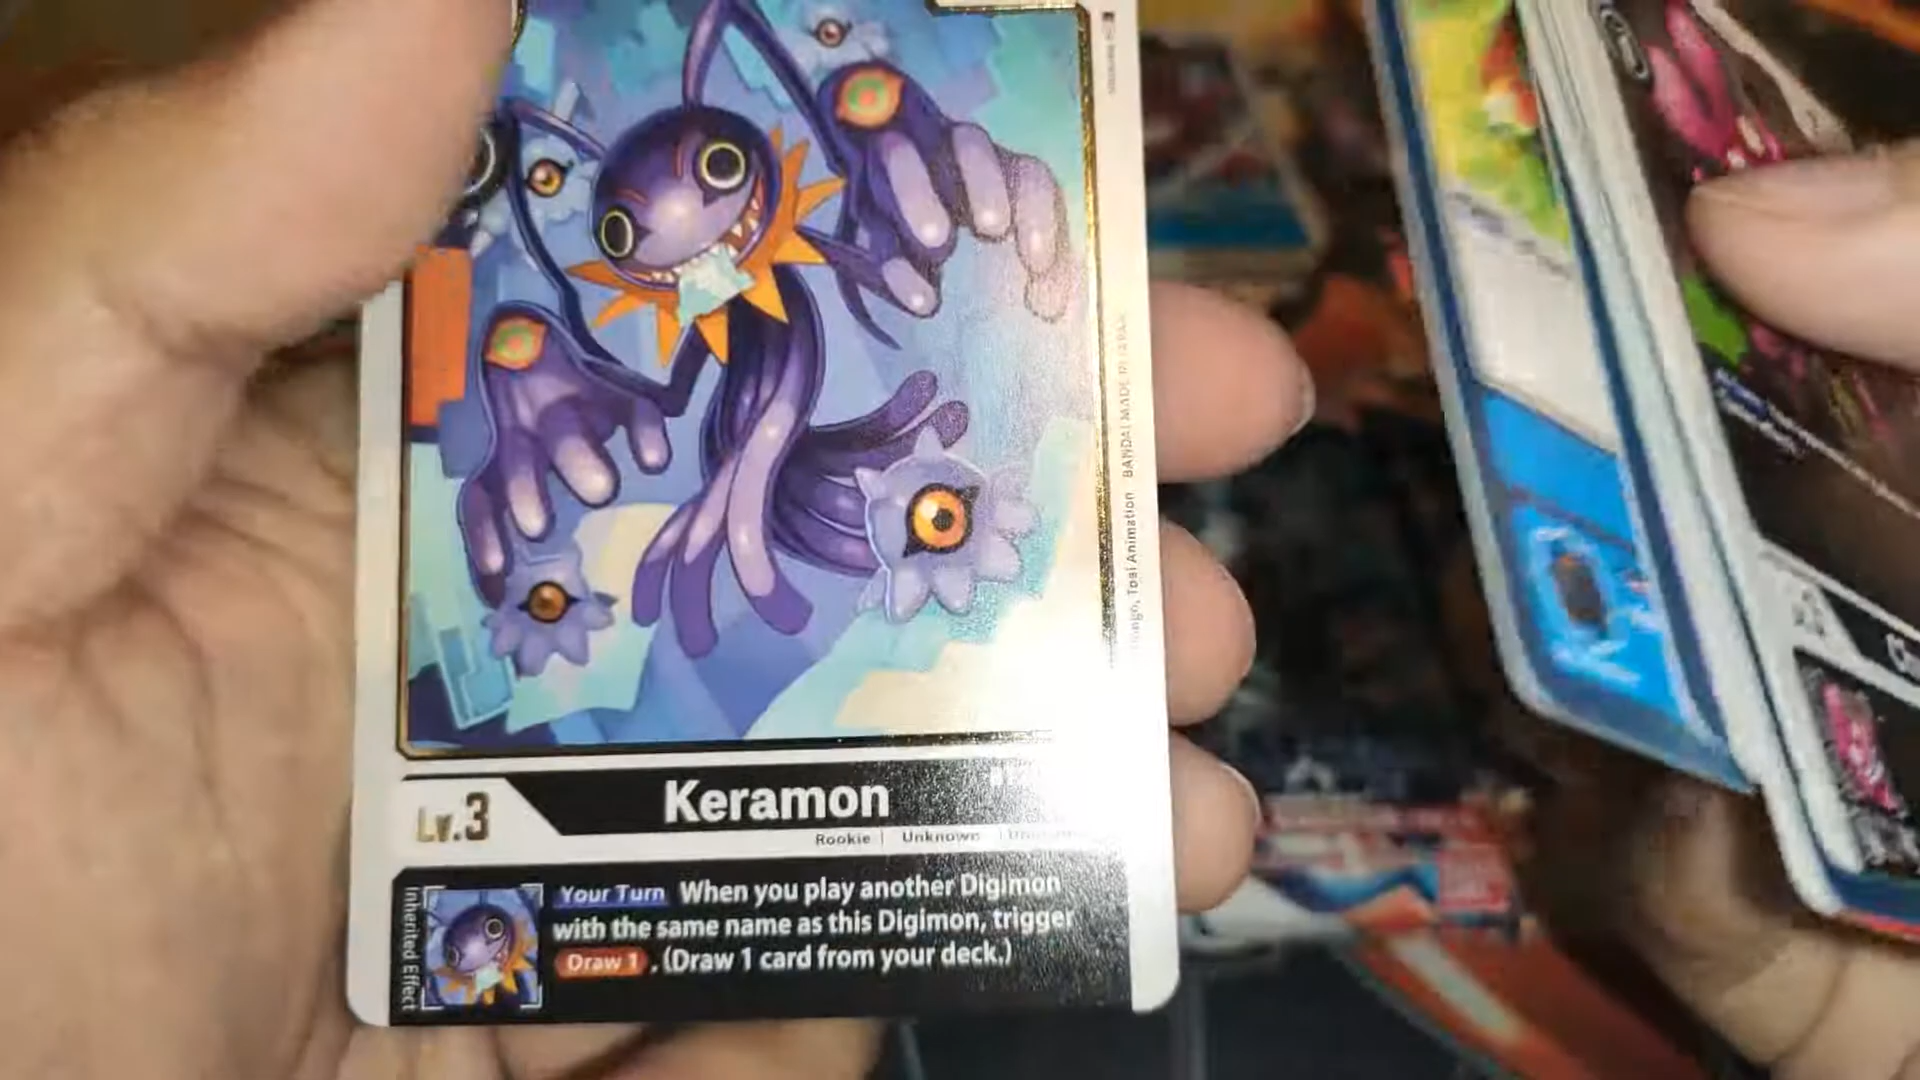 Lv.3
Keramon
Rookie | Unknown |
Inherited Effect
Your Turn When you play another Digimon
with the same name as this Digimon, trigger
Draw 1. (Draw 1 card from your deck.)
Toei Animation BANDAI MADE IN JAPAN